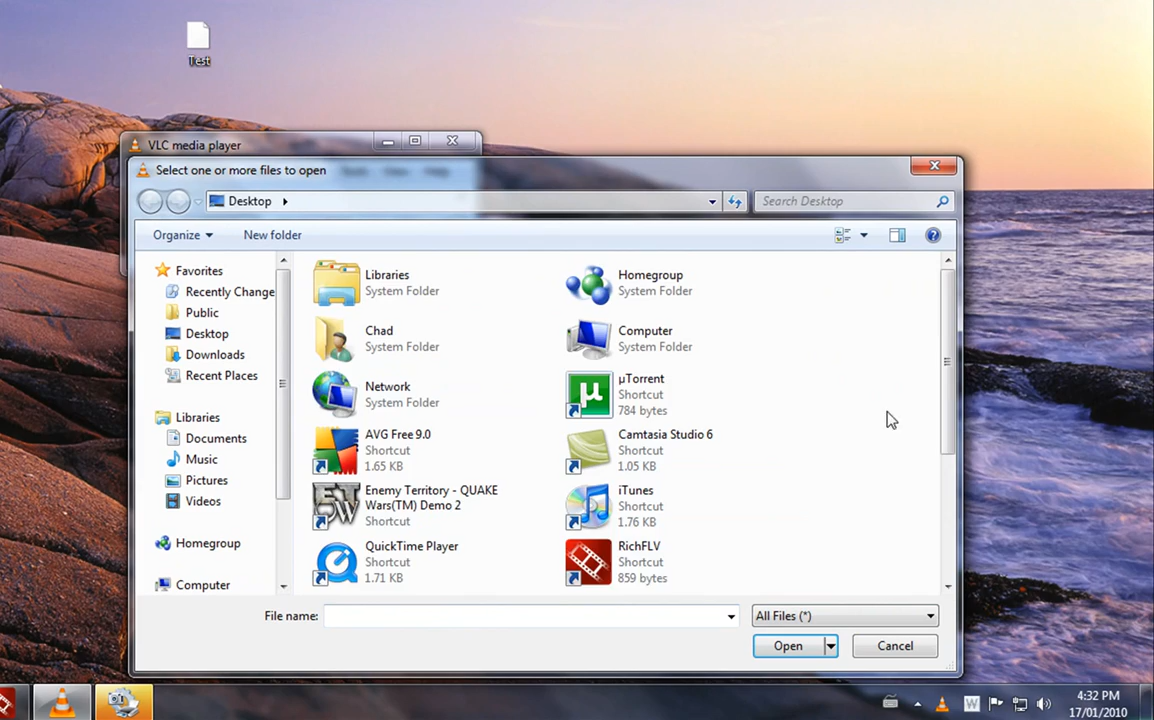 Test
VLC media player
Select one or more files to open
Tools View Help
Desktop
Search Desktop
Organize
New folder
Favorites
Recently Change
Public
Desktop
Downloads
Recent Places
Libraries
Documents
Music
Pictures
Videos
Homegroup
Computer
Libraries
System Folder
Homegroup
System Folder
Chad
System Folder
Computer
System Folder
Network
System Folder
µTorrent
Shortcut
784 bytes
AVG Free 9.0
Shortcut
1.65 KB
Camtasia Studio 6
Shortcut
1.05 KB
Enemy Territory - QUAKE
Wars(TM) Demo 2
Shortcut
iTunes
Shortcut
1.76 KB
QuickTime Player
Shortcut
1.71 KB
RichFLV
Shortcut
859 bytes
File name:
All Files (*)
Open
Cancel
4:32 PM
17/01/2010